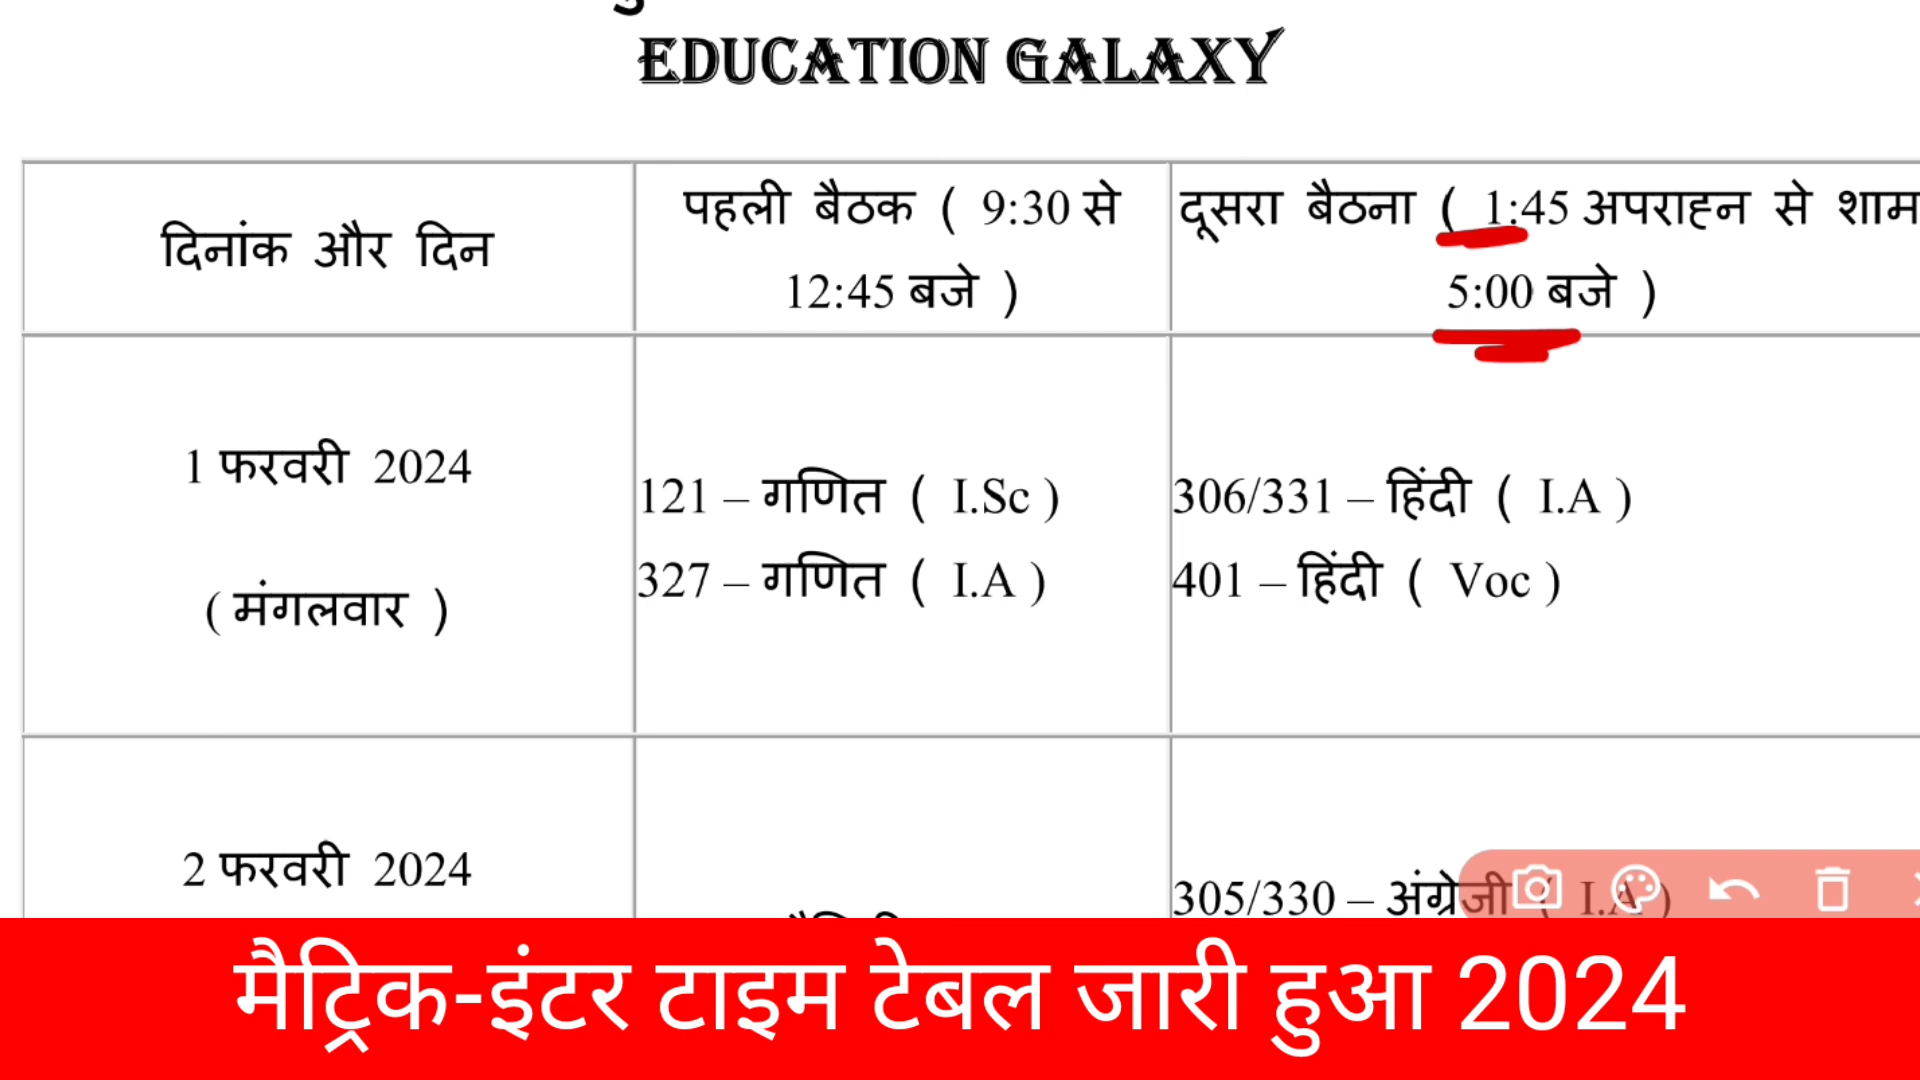 EDUCATION GALAXY
दिनांक और दिन
पहली बैठक ( 9:30 से
12:45 बजे )
दूसरा बैठना ( 1:45 अपराह्न से शाम
5:00 बजे )
1 फरवरी 2024
( मंगलवार )
121 – गणित ( I.Sc )
327 – गणित ( I.A )
306/331 – हिंदी ( I.A )
401 – हिंदी ( Voc )
2 फरवरी 2024
305/330 – अंग्रेजी ( I.A )
मैट्रिक-इंटर टाइम टेबल जारी हुआ 2024